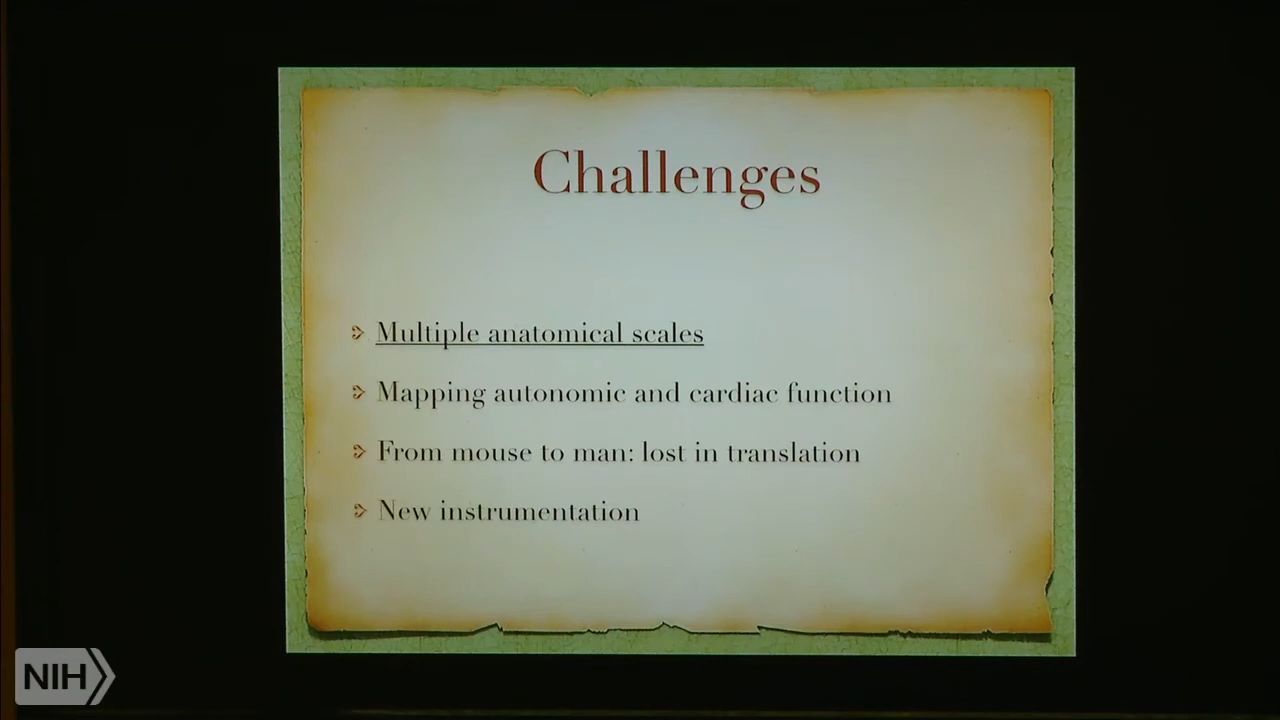 Challenges
Multiple anatomical scales
Mapping autonomic and cardiac function
From mouse to man: lost in translation
New instrumentation
NIH